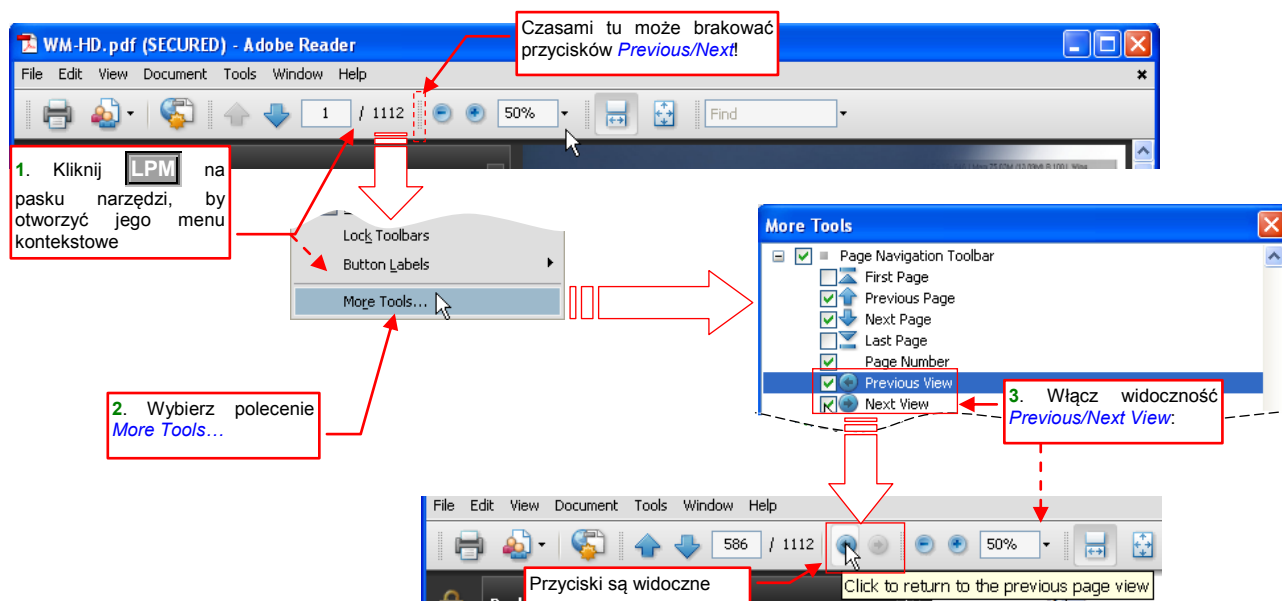 Czasami tu może brakować
przycisków Previous/Next!
WM-HD.pdf (SECURED) - Adobe Reader
File Edit View Document Tools Window Help
1 / 1112
50%
Find
1. Kliknij LPM na
pasku narzędzi, by
otworzyć jego menu
kontekstowe
Lock Toolbars
Button Labels
More Tools...
2. Wybierz polecenie
More Tools…
More Tools
Page Navigation Toolbar
First Page
Previous Page
Next Page
Last Page
Page Number
Previous View
Next View
3. Włącz widoczność
Previous/Next View:
File Edit View Document Tools Window Help
586 / 1112
50%
Przyciski są widoczne
Click to return to the previous page view